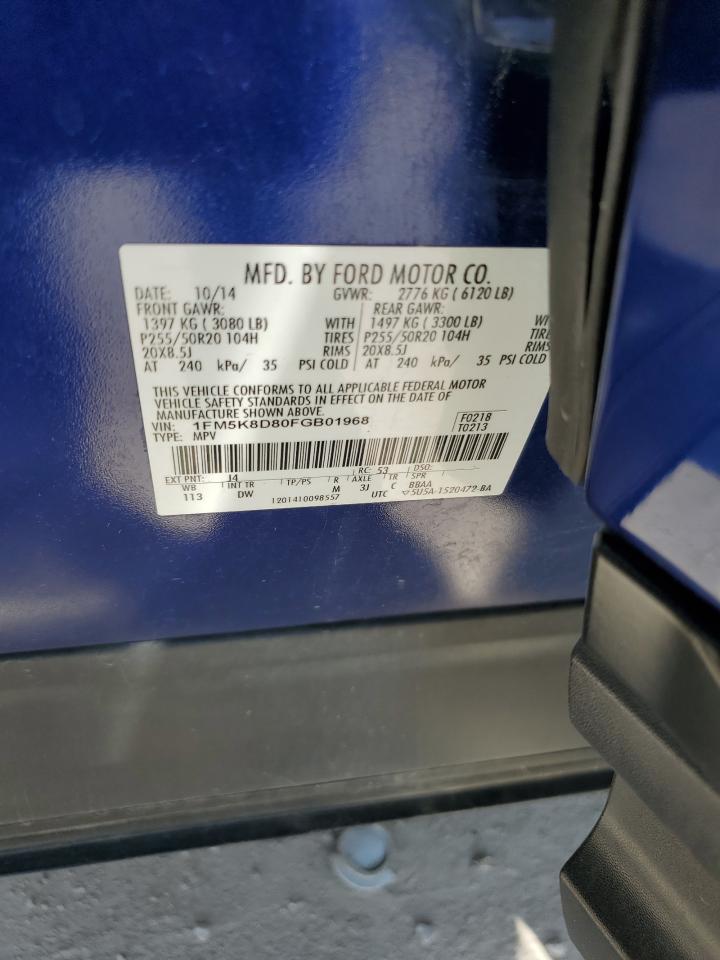 MFD. BY FORD MOTOR CO.
DATE: 10/14 GVWR: 2776 KG ( 6120 LB)
FRONT GAWR: REAR GAWR:
1397 KG ( 3080 LB) WITH 1497 KG ( 3300 LB) WITH
P255/50R20 104H TIRES P255/50R20 104H TIRES
20X8.5J RIMS 20X8.5J RIMS
AT 240 kPa/ 35 PSI COLD AT 240 kPa/ 35 PSI COLD
THIS VEHICLE CONFORMS TO ALL APPLICABLE FEDERAL MOTOR
VEHICLE SAFETY STANDARDS IN EFFECT ON THE DATE OF
MANUFACTURE SHOWN ABOVE.
VIN: 1FM5K8D80FGB01968 F0218
TYPE: MPV T0213
EXT PNT: J4 RC: 53 DSO:
WB INT TR TP/PS R AXLE TR SPR
113 DW M 3J C BBAA
1201410098557 UTC ▽5U5A-1520472-BA